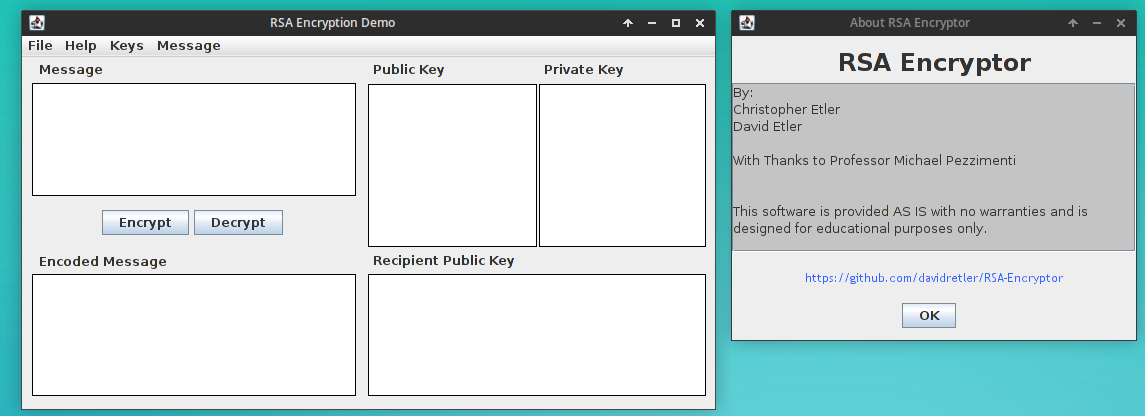 RSA Encryption Demo
File Help Keys Message
Message
Public Key
Private Key
Encrypt
Decrypt
Encoded Message
Recipient Public Key
About RSA Encryptor
RSA Encryptor
By:
Christopher Etler
David Etler
With Thanks to Professor Michael Pezzimenti
This software is provided AS IS with no warranties and is
designed for educational purposes only.
https://github.com/davidretler/RSA-Encryptor
OK